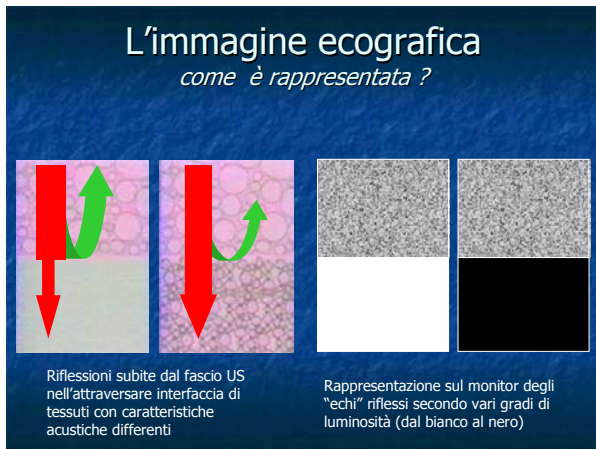 L'immagine ecografica
come è rappresentata ?
Riflessioni subite dal fascio US
nell'attraversare interfaccia di
tessuti con caratteristiche
acustiche differenti
Rappresentazione sul monitor degli
“echi” riflessi secondo vari gradi di
luminosità (dal bianco al nero)